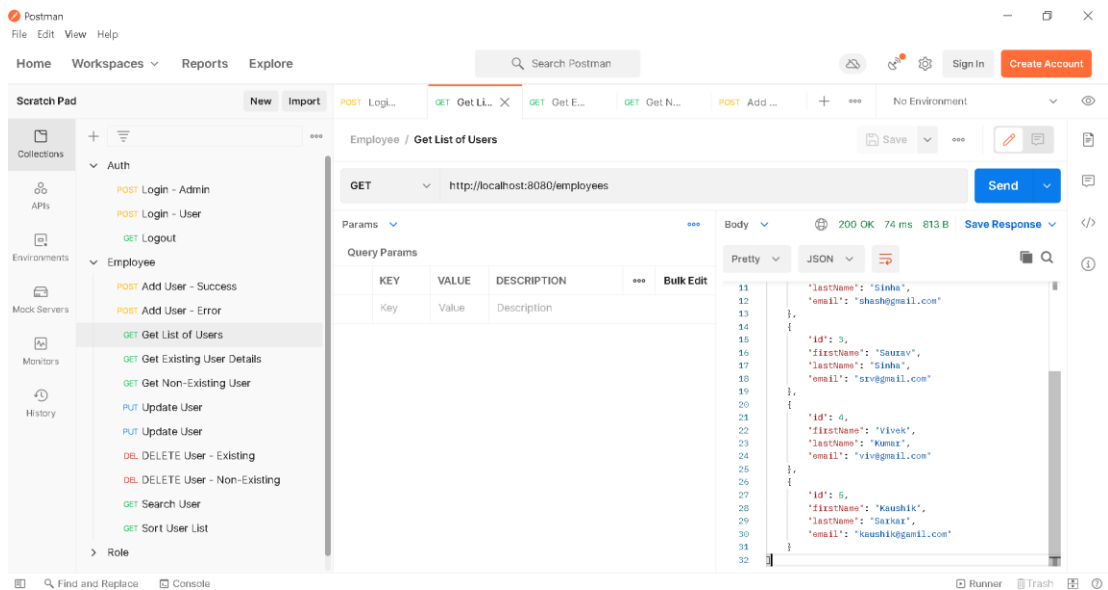 Postman
File Edit View Help
Home Workspaces Reports Explore Search Postman Sign In Create Account
Scratch Pad New Import
POST Logi... GET Get Li... GET Get E... GET Get N... POST Add ... No Environment
Collections
APIs
Environments
Mock Servers
Monitors
History
Auth
POST Login - Admin
POST Login - User
GET Logout
Employee
POST Add User - Success
POST Add User - Error
GET Get List of Users
GET Get Existing User Details
GET Get Non-Existing User
PUT Update User
PUT Update User
DEL DELETE User - Existing
DEL DELETE User - Non-Existing
GET Search User
GET Sort User List
Role
Employee / Get List of Users Save
GET http://localhost:8080/employees Send
Params
Query Params
KEY VALUE DESCRIPTION Bulk Edit
Key Value Description
Body 200 OK 74 ms 813 B Save Response
Pretty JSON
11 "lastName": "Sinha",
12 "email": "shash@gmail.com"
13 },
14 {
15 "id": 3,
16 "firstName": "Saurav",
17 "lastName": "Sinha",
18 "email": "srv@gmail.com"
19 },
20 {
21 "id": 4,
22 "firstName": "Vivek",
23 "lastName": "Kumar",
24 "email": "viv@gmail.com"
25 },
26 {
27 "id": 5,
28 "firstName": "Kaushik",
29 "lastName": "Sarkar",
30 "email": "kaushik@gamil.com"
31 }
32 ]
Find and Replace Console Runner Trash